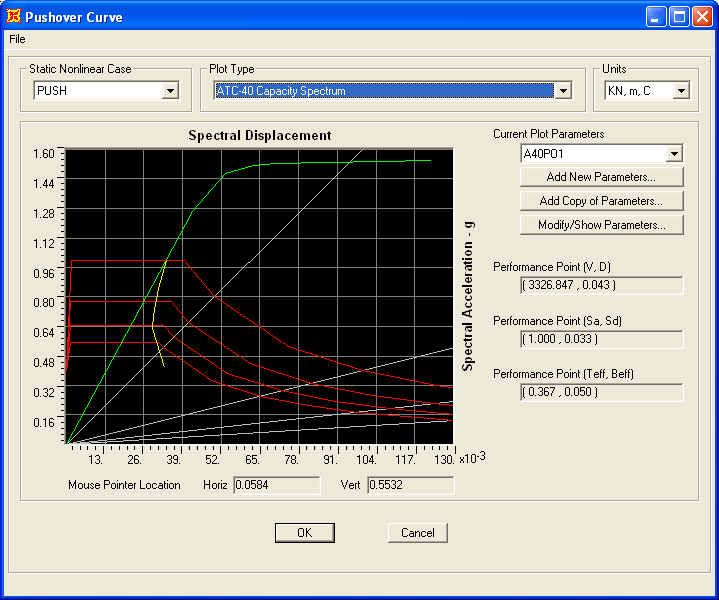 Pushover Curve
File
Static Nonlinear Case
Plot Type
Units
PUSH
ATC-40 Capacity Spectrum
KN, m, C
Spectral Displacement
Current Plot Parameters
A40PO1
Add New Parameters...
Add Copy of Parameters...
Modify/Show Parameters...
1.60
1.44
1.28
1.12
0.96
0.80
0.64
0.48
0.32
0.16
Spectral Acceleration - g
Performance Point (V, D)
( 3326.847 , 0.043 )
Performance Point (Sa, Sd)
( 1.000 , 0.033 )
Performance Point (Teff, Beff)
( 0.367 , 0.050 )
13. 26. 39. 52. 65. 78. 91. 104. 117. 130. x10-3
Mouse Pointer Location Horiz 0.0584 Vert 0.5532
OK
Cancel